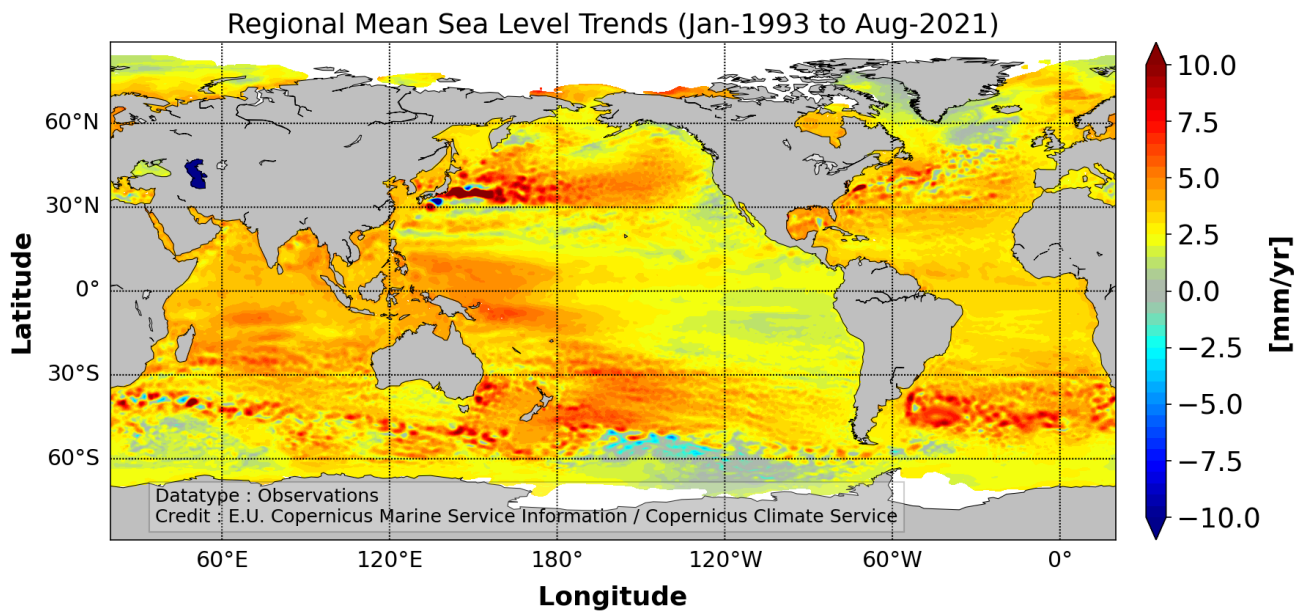 Regional Mean Sea Level Trends (Jan-1993 to Aug-2021)
60°N
30°N
0°
30°S
60°S
Latitude
Datatype : Observations
Credit : E.U. Copernicus Marine Service Information / Copernicus Climate Service
60°E
120°E
180°
120°W
60°W
0°
Longitude
10.0
7.5
5.0
2.5
0.0
−2.5
−5.0
−7.5
−10.0
[mm/yr]